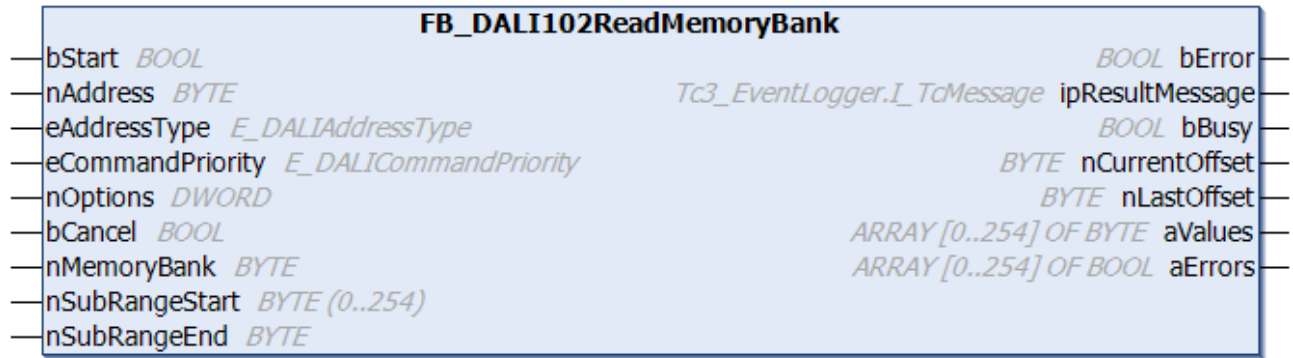 FB_DALI102ReadMemoryBank
bStart BOOL BOOL bError
nAddress BYTE Tc3_EventLogger.I_TcMessage ipResultMessage
eAddressType E_DALIAddressType BOOL bBusy
eCommandPriority E_DALICommandPriority BYTE nCurrentOffset
nOptions DWORD BYTE nLastOffset
bCancel BOOL ARRAY [0..254] OF BYTE aValues
nMemoryBank BYTE ARRAY [0..254] OF BOOL aErrors
nSubRangeStart BYTE (0..254)
nSubRangeEnd BYTE